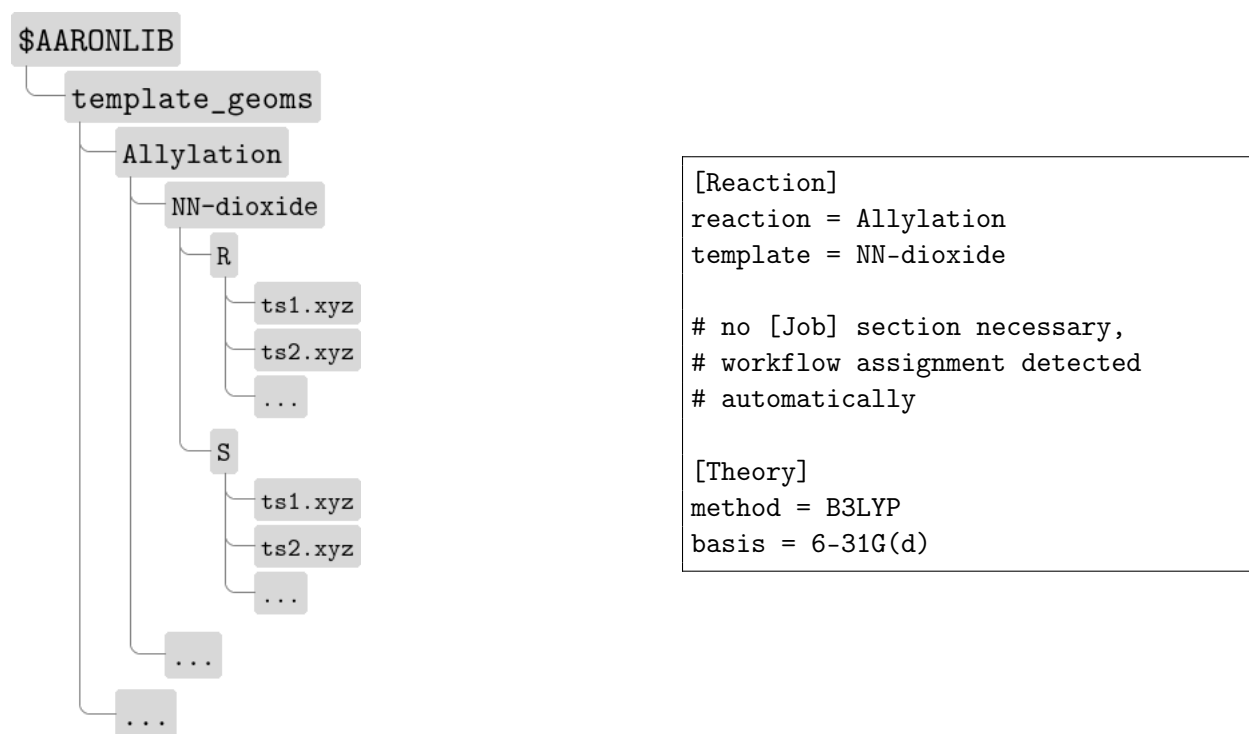 $AARONLIB
template_geoms
Allylation
NN-dioxide
R
ts1.xyz
ts2.xyz
...
S
ts1.xyz
ts2.xyz
...
...
...
[Reaction]
reaction = Allylation
template = NN-dioxide
# no [Job] section necessary,
# workflow assignment detected
# automatically
[Theory]
method = B3LYP
basis = 6-31G(d)